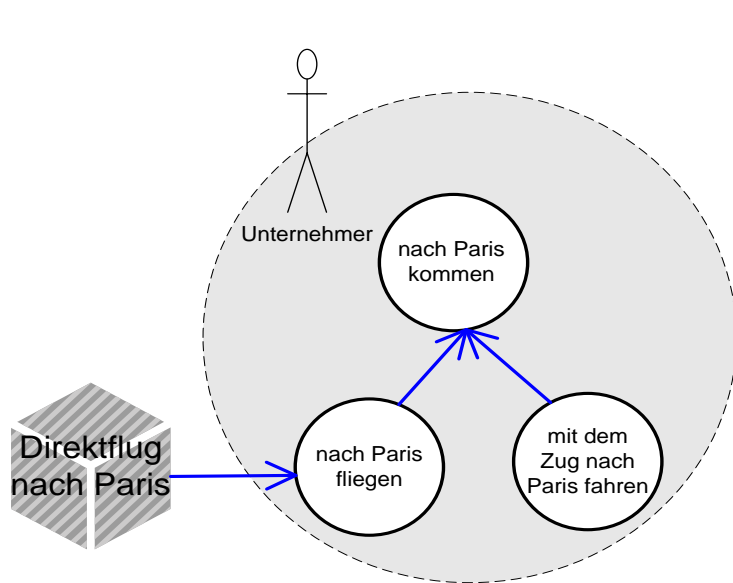 Unternehmer
nach Paris
kommen
Direktflug
nach Paris
nach Paris
fliegen
mit dem
Zug nach
Paris fahren